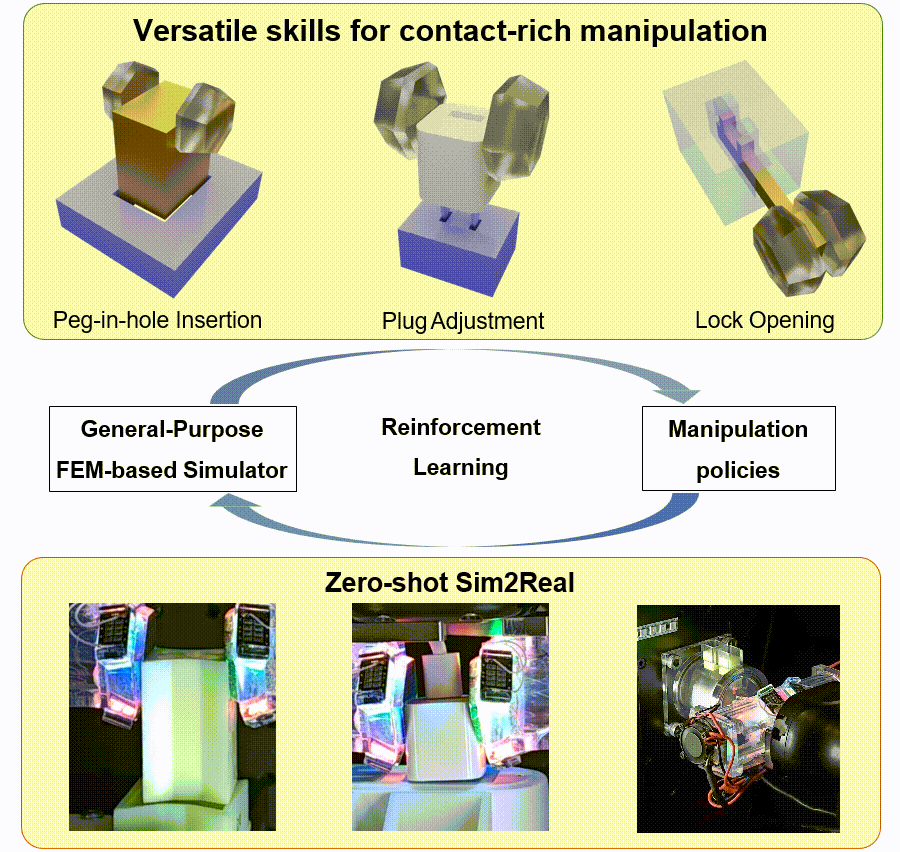 Versatile skills for contact-rich manipulation
Peg-in-hole Insertion
Plug Adjustment
Lock Opening
General-Purpose
FEM-based Simulator
Reinforcement
Learning
Manipulation
policies
Zero-shot Sim2Real